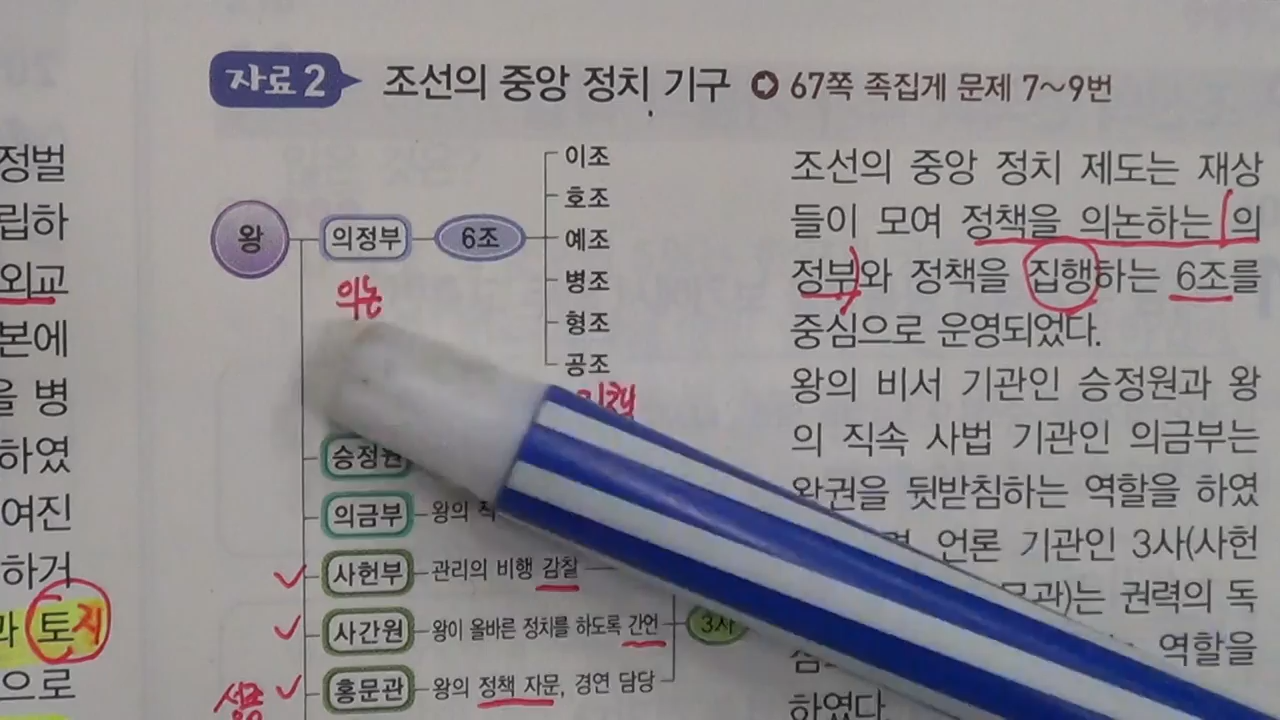 자료 2 조선의 중앙 정치 기구 67쪽 족집게 문제 7~9번
정벌
립하
외교
본에
을 병
하였
여진
하거
과 토지
으로
왕 의정부 6조
의논
이조
호조
예조
병조
형조
공조
승정원
의금부 왕의 직
사헌부 관리의 비행 감찰
사간원 왕이 올바른 정치를 하도록 간언
홍문관 왕의 정책 자문, 경연 담당
3사
조선의 중앙 정치 제도는 재상
들이 모여 정책을 의논하는 의
정부와 정책을 집행하는 6조를
중심으로 운영되었다.
왕의 비서 기관인 승정원과 왕
의 직속 사법 기관인 의금부는
왕권을 뒷받침하는 역할을 하였
언론 기관인 3사(사헌
문관)는 권력의 독
역할을
하였다.